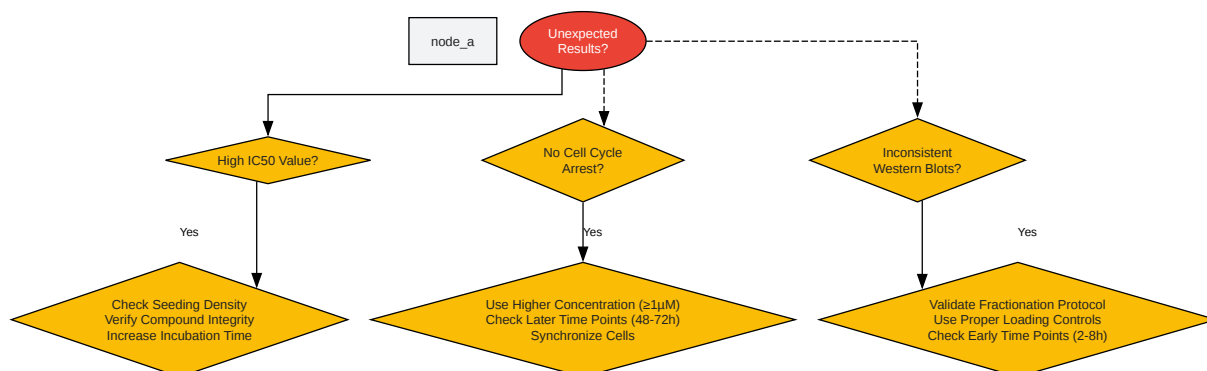 node_a
Unexpected
Results?
High IC50 Value?
No Cell Cycle
Arrest?
Inconsistent
Western Blots?
Yes
Yes
Yes
Check Seeding Density
Verify Compound Integrity
Increase Incubation Time
Use Higher Concentration (≥1µM)
Check Later Time Points (48-72h)
Synchronize Cells
Validate Fractionation Protocol
Use Proper Loading Controls
Check Early Time Points (2-8h)